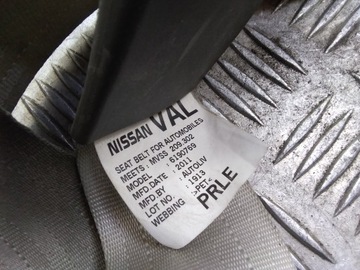 NISSAN VAL
SEAT BELT FOR AUTOMOBILES
MEETS : MVSS 209.302
MODEL : 6190769
MFD.DATE : 2011
MFD BY : AUTOLIV
LOT NO. : 1913
WEBBING >PET<
PRLE